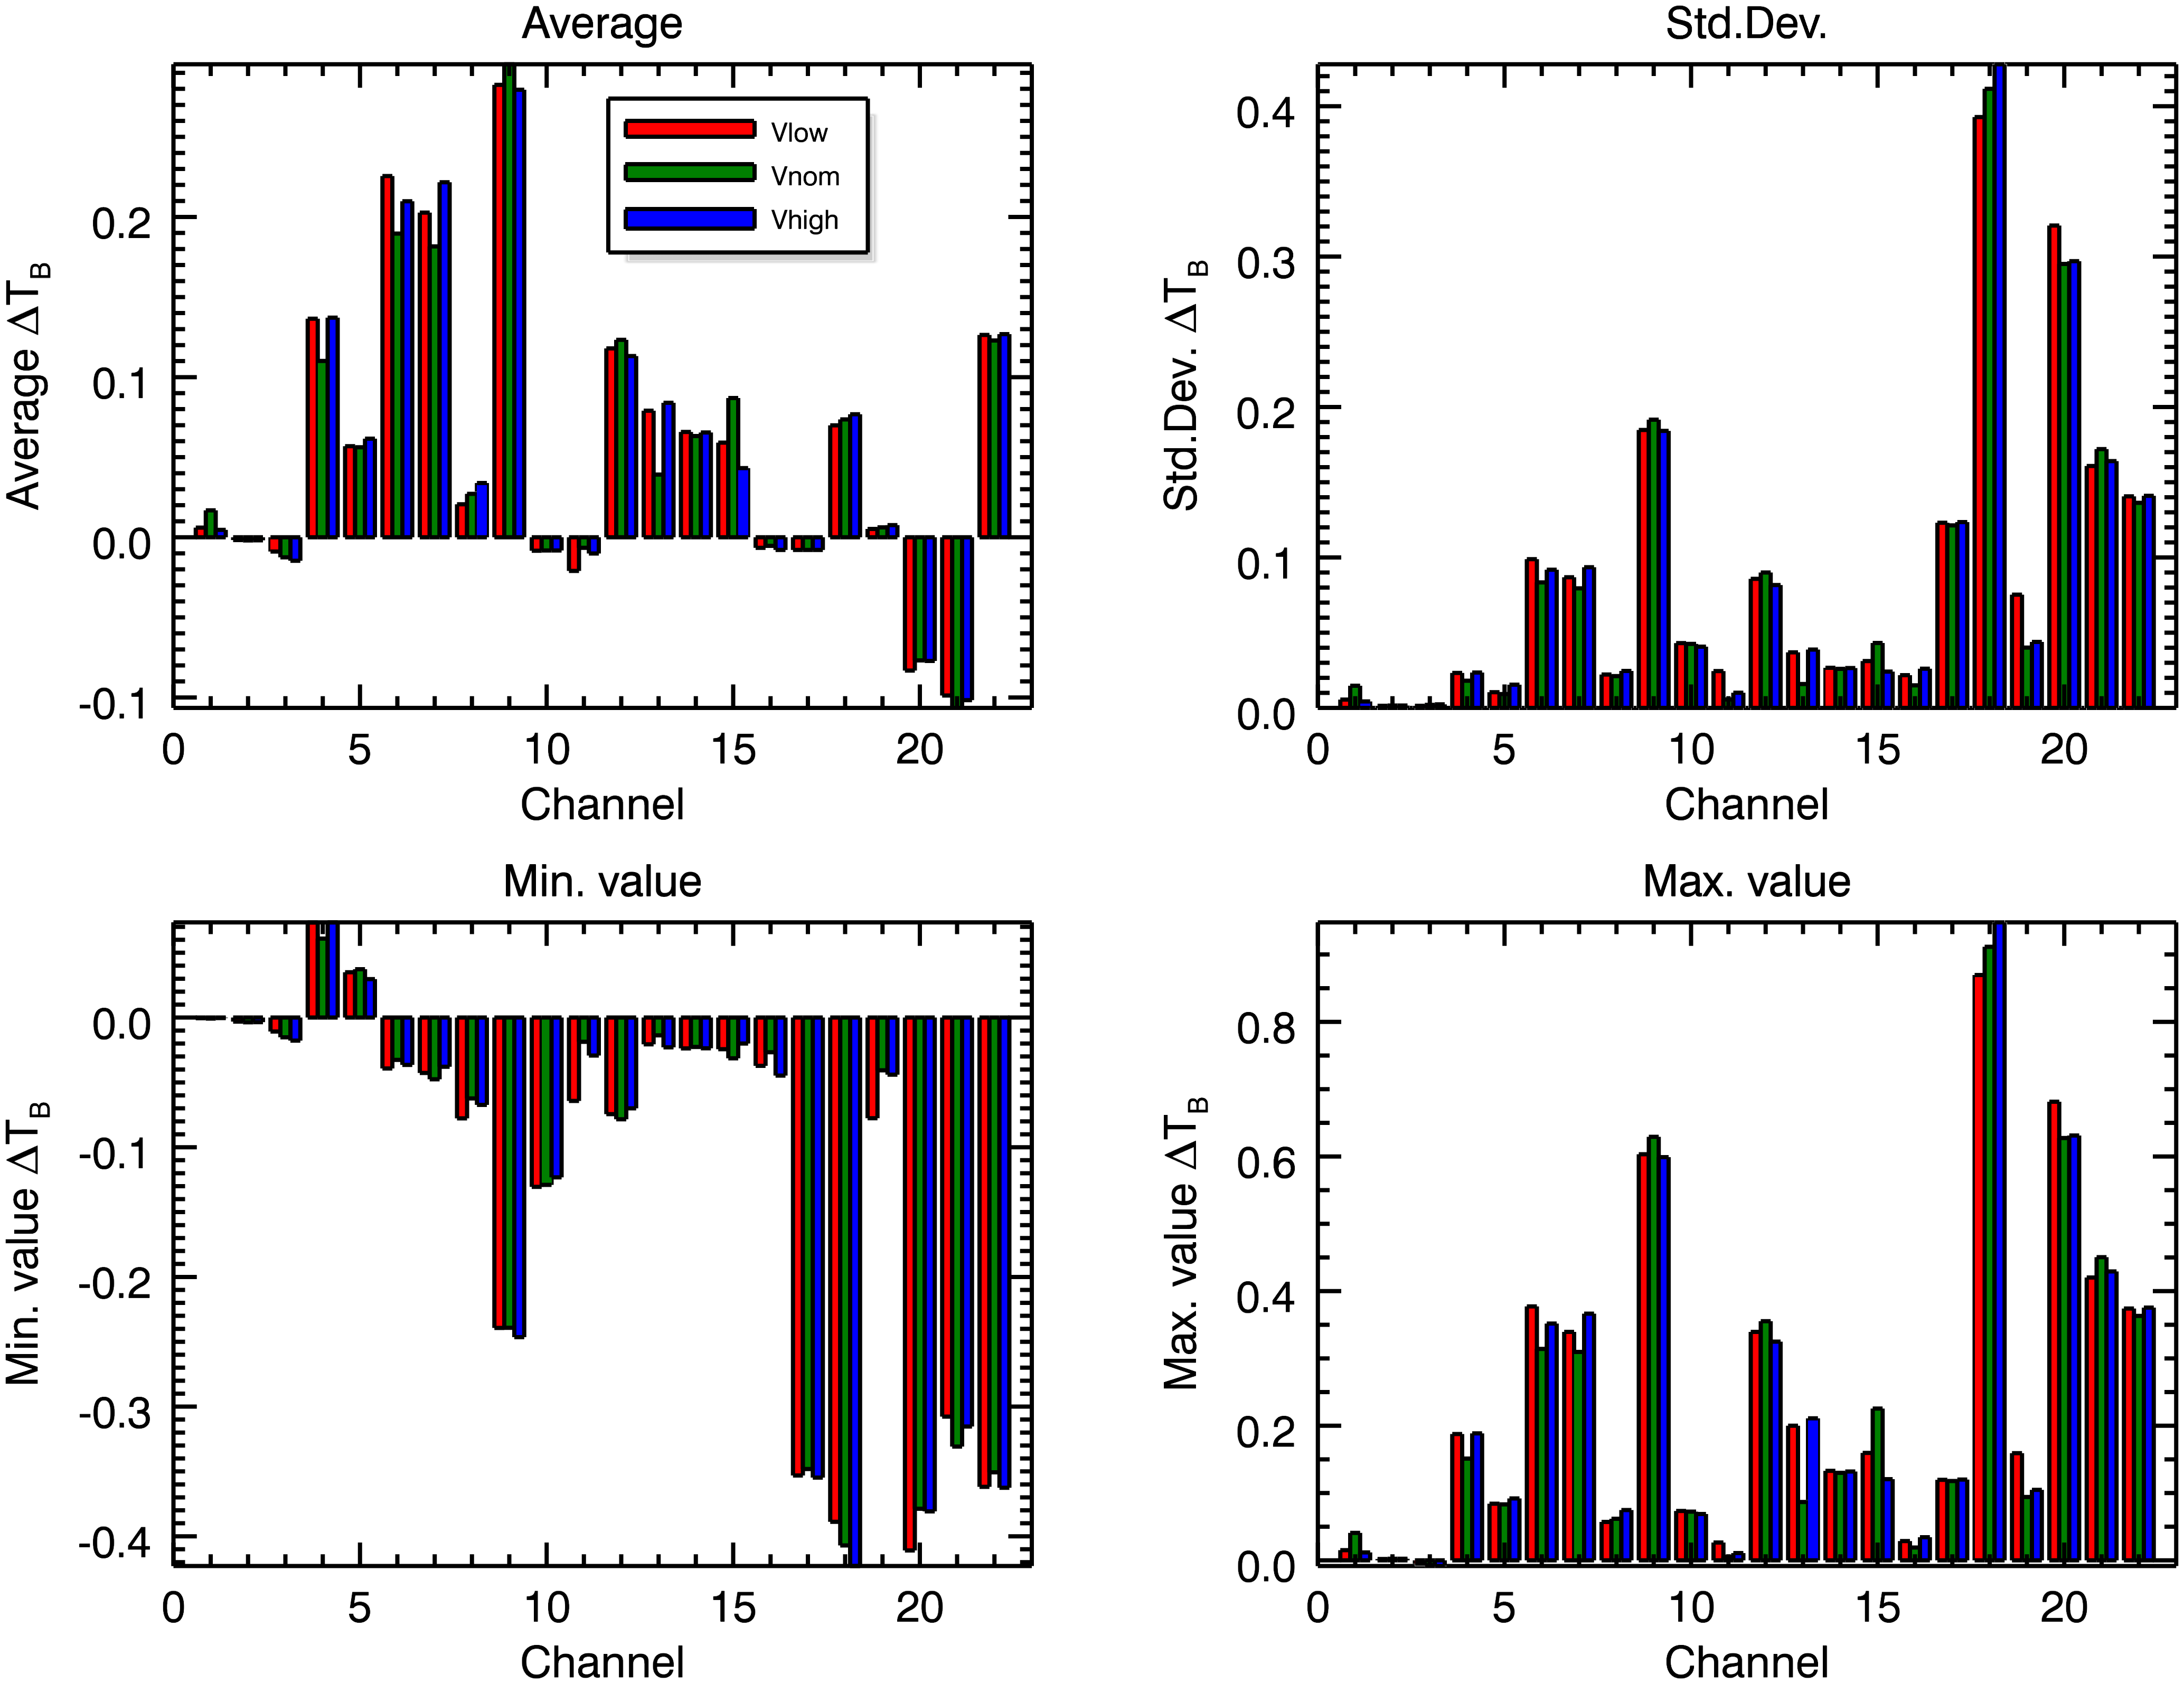 Average
Average ΔT_B
0.2
0.1
0.0
-0.1
Vlow
Vnom
Vhigh
0 5 10 15 20
Channel
Std.Dev.
Std.Dev. ΔT_B
0.4
0.3
0.2
0.1
0.0
0 5 10 15 20
Channel
Min. value
Min. value ΔT_B
0.0
-0.1
-0.2
-0.3
-0.4
0 5 10 15 20
Channel
Max. value
Max. value ΔT_B
0.8
0.6
0.4
0.2
0.0
0 5 10 15 20
Channel